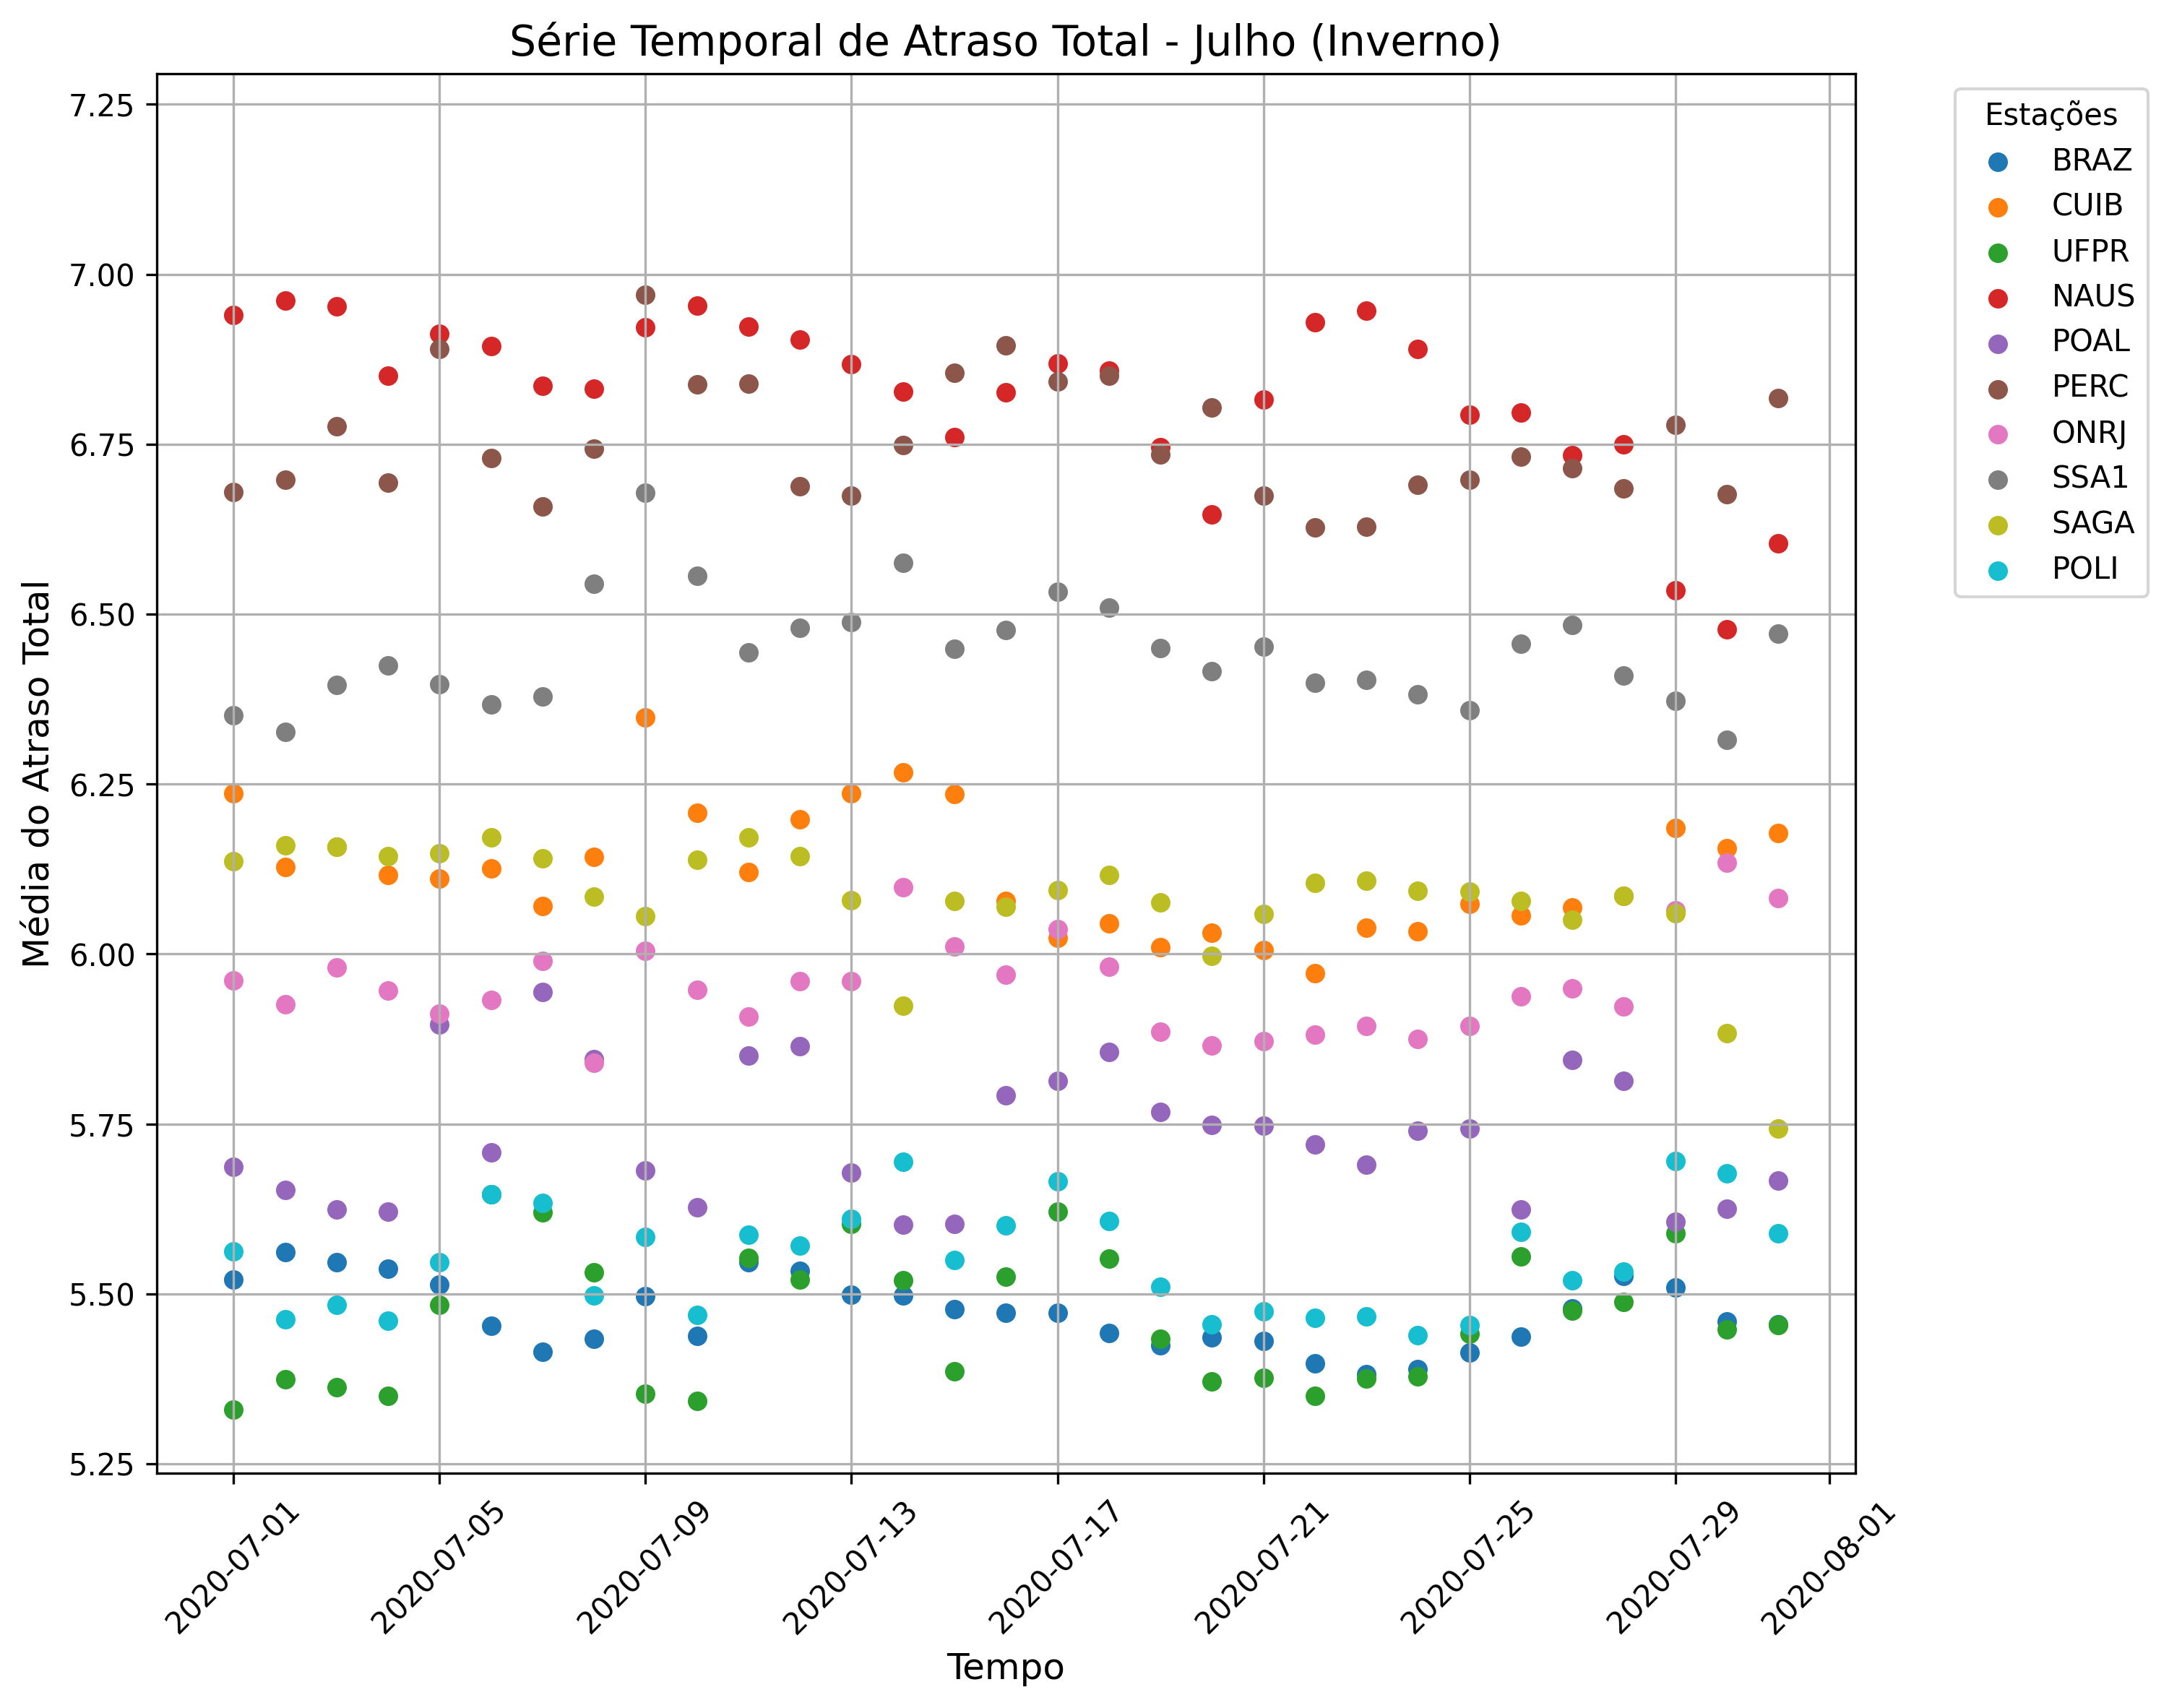 Série Temporal de Atraso Total - Julho (Inverno)
Média do Atraso Total
7.25
7.00
6.75
6.50
6.25
6.00
5.75
5.50
5.25
2020-07-01
2020-07-05
2020-07-09
2020-07-13
2020-07-17
2020-07-21
2020-07-25
2020-07-29
2020-08-01
Tempo
Estações
BRAZ
CUIB
UFPR
NAUS
POAL
PERC
ONRJ
SSA1
SAGA
POLI